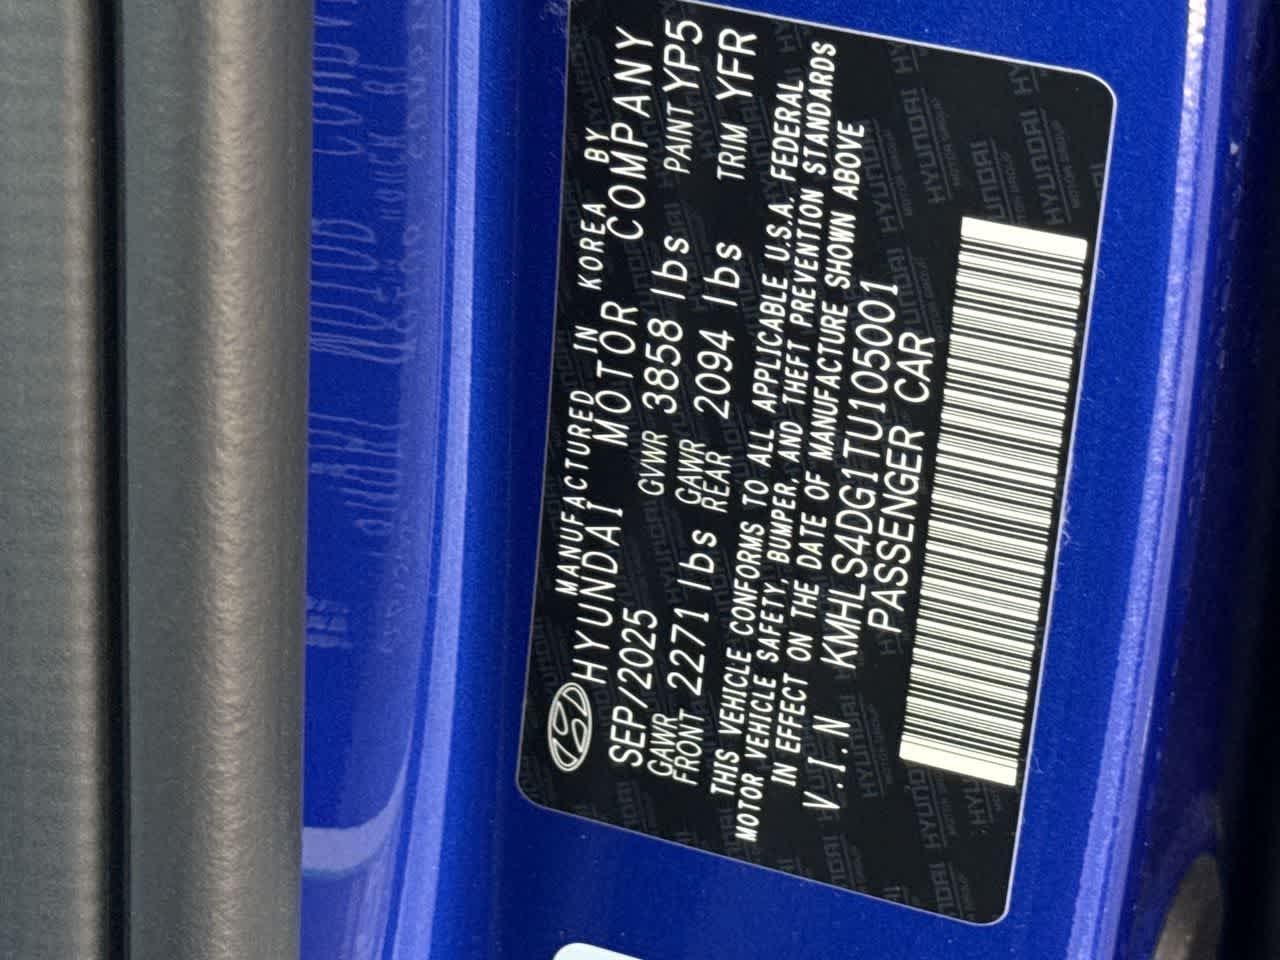 MANUFACTURED IN KOREA BY
HYUNDAI MOTOR COMPANY
SEP/2025 GVWR 3858 lbs PAINT YP5
GAWR FRONT 2271 lbs GAWR REAR 2094 lbs TRIM YFR
THIS VEHICLE CONFORMS TO ALL APPLICABLE U.S.A. FEDERAL
MOTOR VEHICLE SAFETY, BUMPER, AND THEFT PREVENTION STANDARDS
IN EFFECT ON THE DATE OF MANUFACTURE SHOWN ABOVE
V.I.N KMHLS4DG1TU105001
PASSENGER CAR